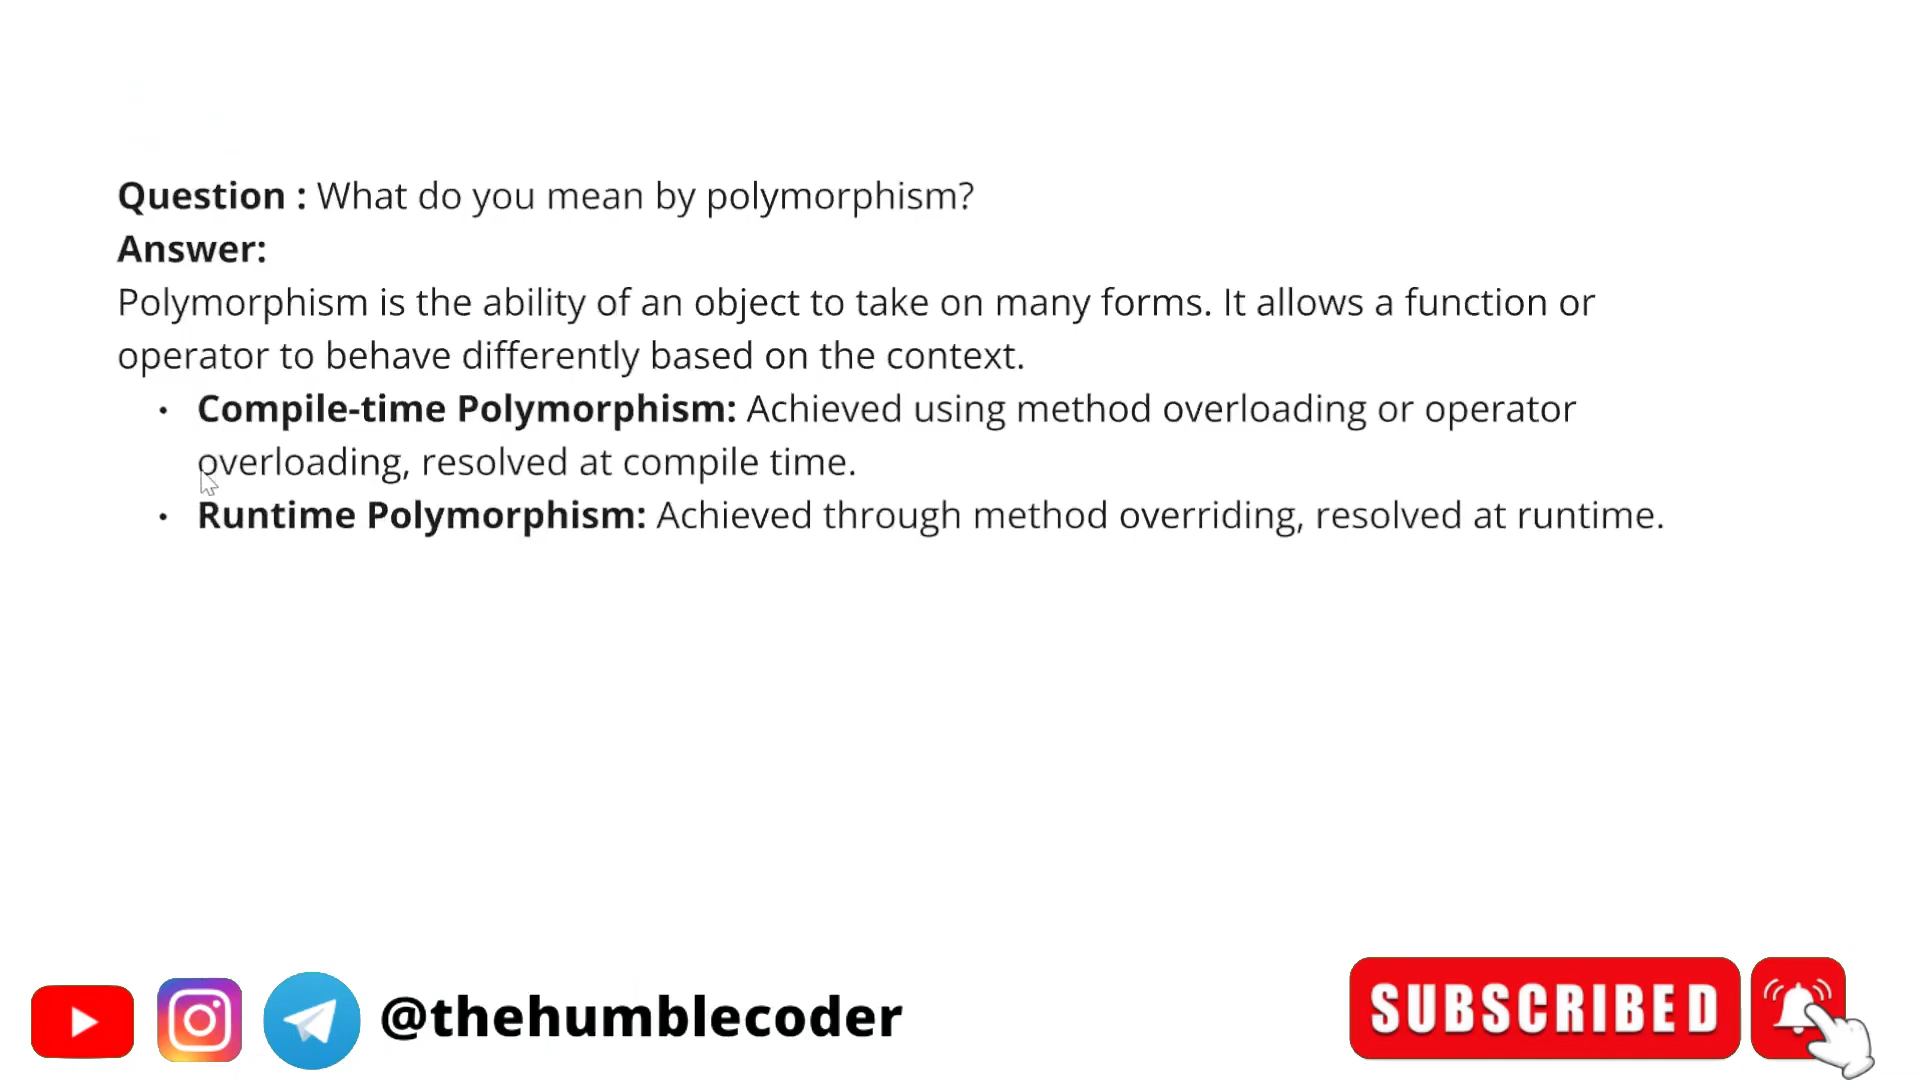 Question : What do you mean by polymorphism?
Answer:
Polymorphism is the ability of an object to take on many forms. It allows a function or
operator to behave differently based on the context.
• Compile-time Polymorphism: Achieved using method overloading or operator
overloading, resolved at compile time.
• Runtime Polymorphism: Achieved through method overriding, resolved at runtime.
@thehumblecoder
SUBSCRIBED